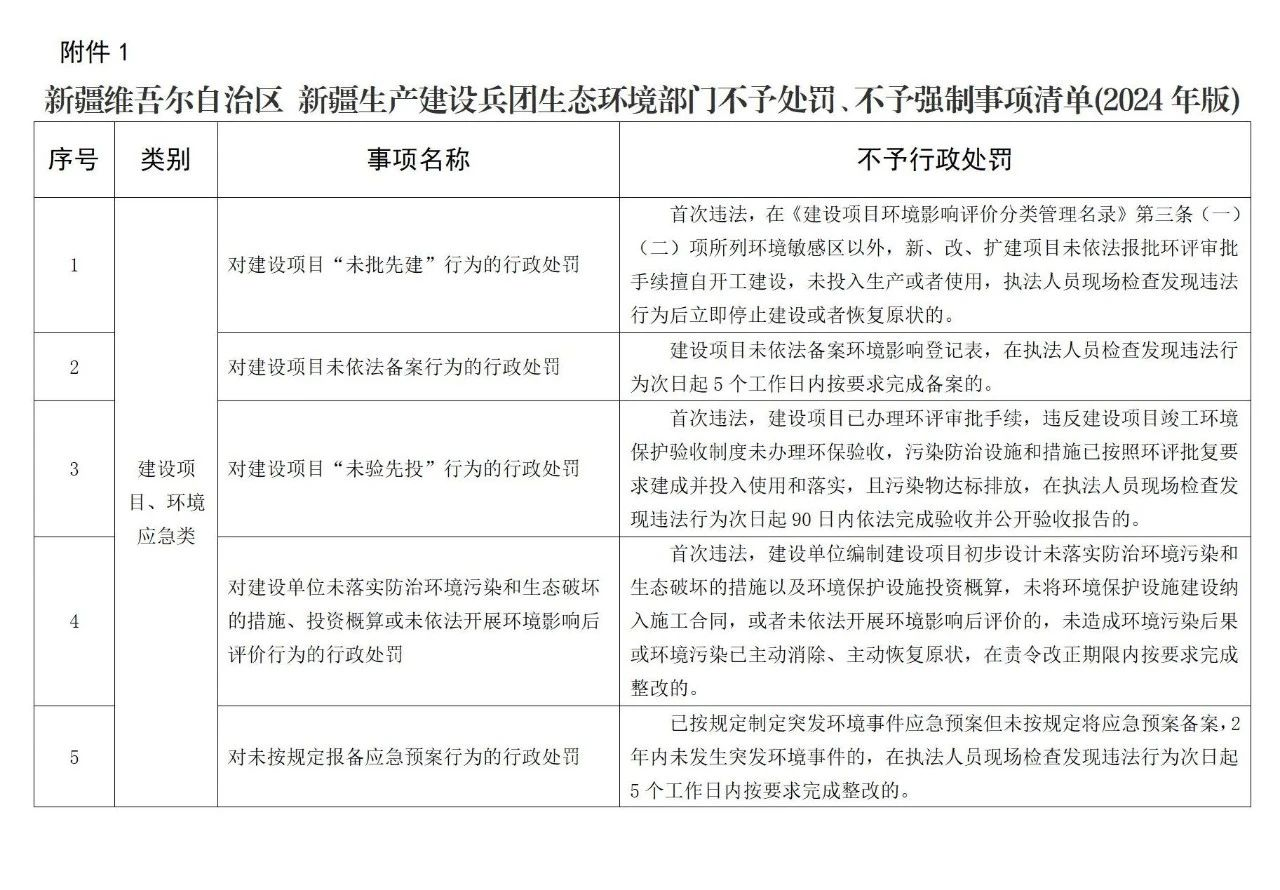 附件 1
新疆维吾尔自治区 新疆生产建设兵团生态环境部门不予处罚、不予强制事项清单(2024 年版)
序号
类别
事项名称
不予行政处罚
1
建设项
目、环境
应急类
对建设项目“未批先建”行为的行政处罚
首次违法，在《建设项目环境影响评价分类管理名录》第三条（一）
（二）项所列环境敏感区以外，新、改、扩建项目未依法报批环评审批
手续擅自开工建设，未投入生产或者使用，执法人员现场检查发现违法
行为后立即停止建设或者恢复原状的。
2
对建设项目未依法备案行为的行政处罚
建设项目未依法备案环境影响登记表，在执法人员检查发现违法行
为次日起 5 个工作日内按要求完成备案的。
3
对建设项目“未验先投”行为的行政处罚
首次违法，建设项目已办理环评审批手续，违反建设项目竣工环境
保护验收制度未办理环保验收，污染防治设施和措施已按照环评批复要
求建成并投入使用和落实，且污染物达标排放，在执法人员现场检查发
现违法行为次日起 90 日内依法完成验收并公开验收报告的。
4
对建设单位未落实防治环境污染和生态破坏
的措施、投资概算或未依法开展环境影响后
评价行为的行政处罚
首次违法，建设单位编制建设项目初步设计未落实防治环境污染和
生态破坏的措施以及环境保护设施投资概算，未将环境保护设施建设纳
入施工合同，或者未依法开展环境影响后评价的，未造成环境污染后果
或环境污染已主动消除、主动恢复原状，在责令改正期限内按要求完成
整改的。
5
对未按规定报备应急预案行为的行政处罚
已按规定制定突发环境事件应急预案但未按规定将应急预案备案，2
年内未发生突发环境事件的，在执法人员现场检查发现违法行为次日起
5 个工作日内按要求完成整改的。